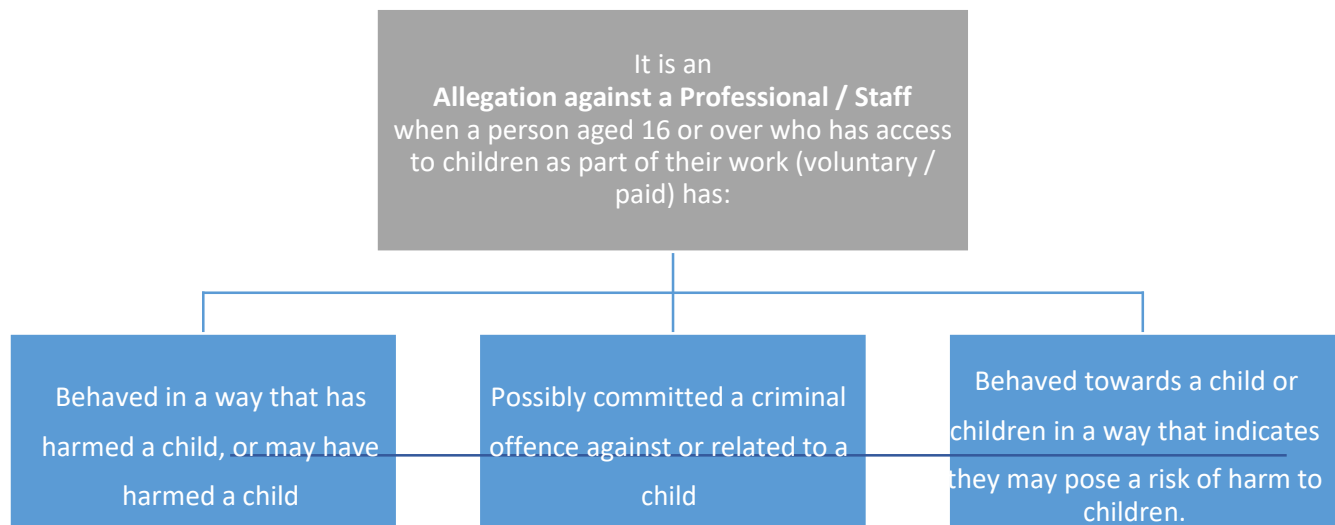 It is an
Allegation against a Professional / Staff
when a person aged 16 or over who has access
to children as part of their work (voluntary /
paid) has:
Behaved in a way that has
harmed a child, or may have
harmed a child
Possibly committed a criminal
offence against or related to a
child
Behaved towards a child or
children in a way that indicates
they may pose a risk of harm to
children.